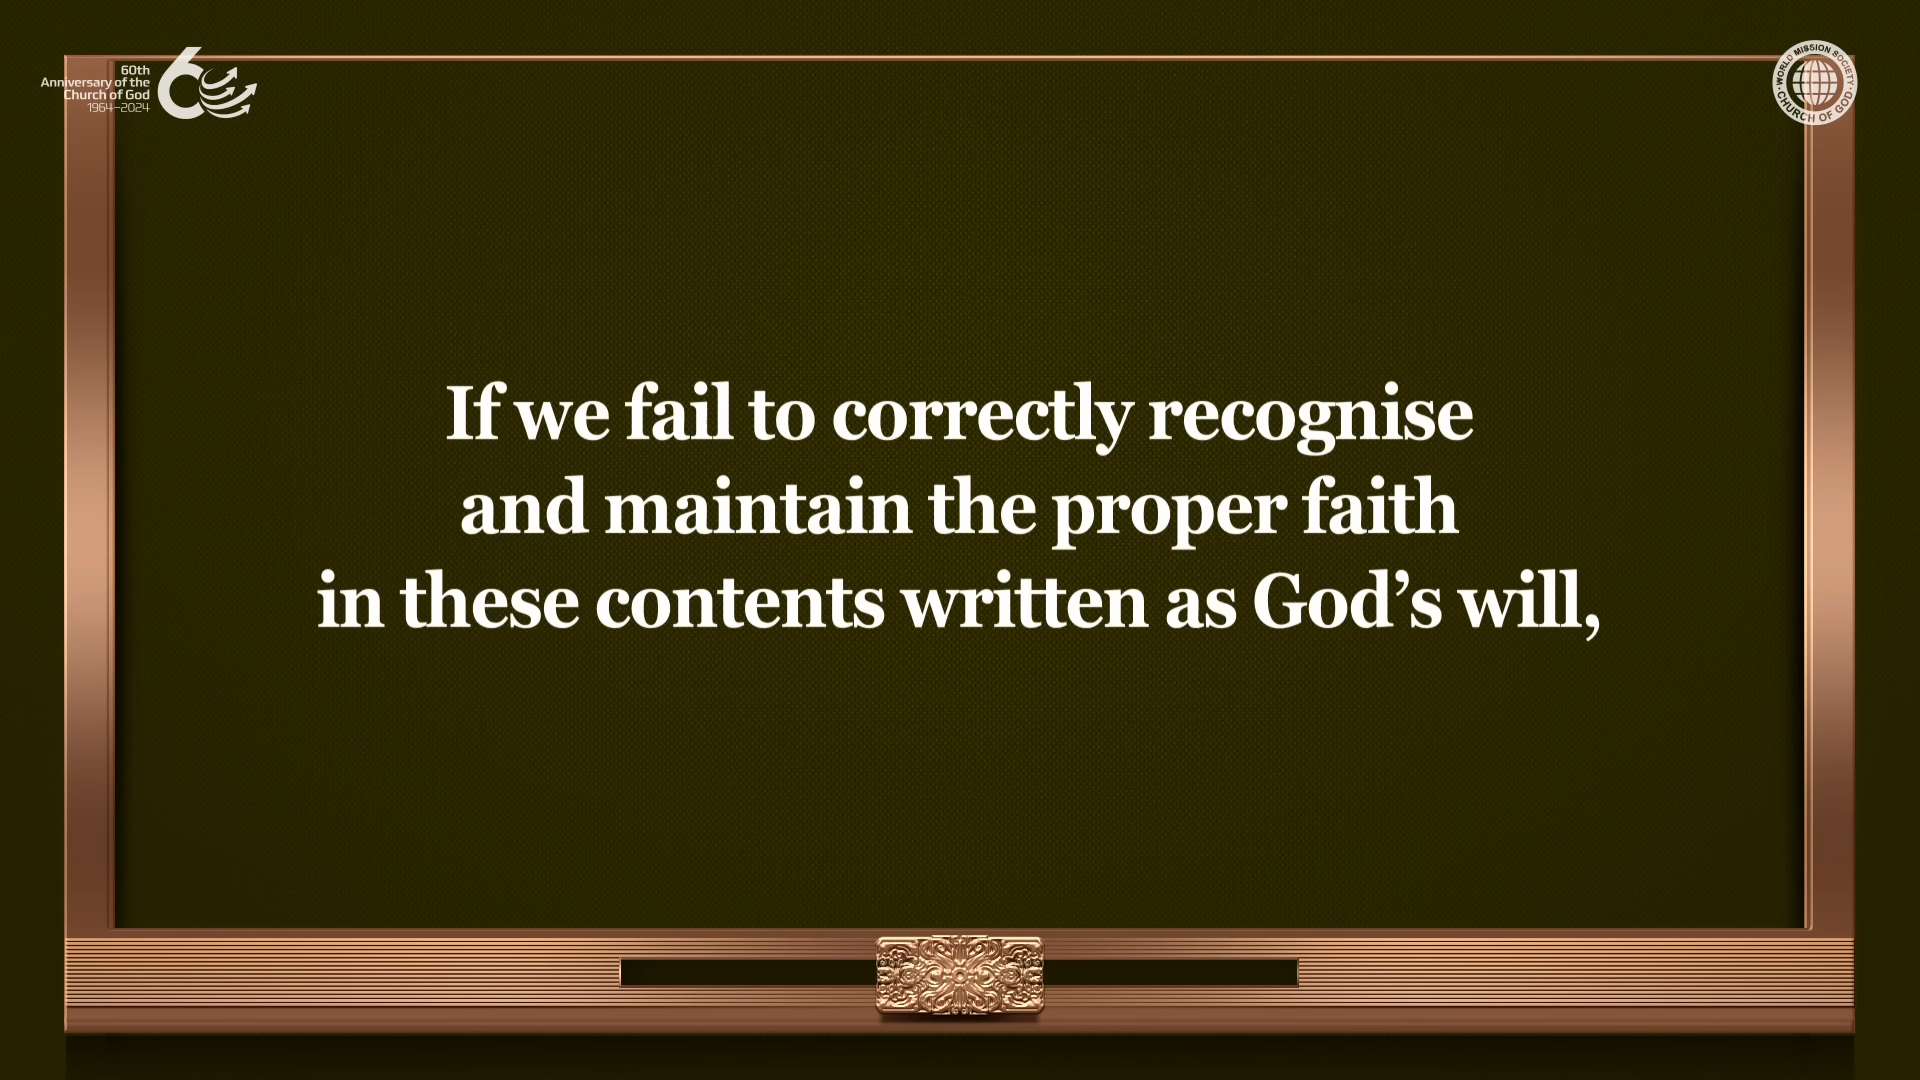 60th
Anniversary of the
Church of God
1964–2024
WORLD MISSION SOCIETY
CHURCH OF GOD
If we fail to correctly recognise
and maintain the proper faith
in these contents written as God’s will,